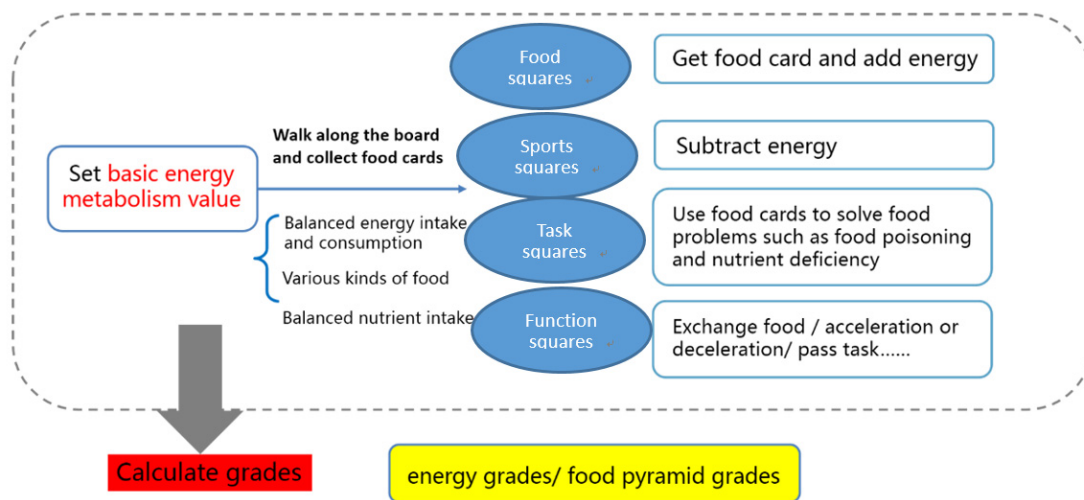 Food
squares
Get food card and add energy
Walk along the board
and collect food cards
Sports
squares
Subtract energy
Set basic energy
metabolism value
Balanced energy intake
and consumption
Various kinds of food
Balanced nutrient intake
Task
squares
Use food cards to solve food
problems such as food poisoning
and nutrient deficiency
Function
squares
Exchange food / acceleration or
deceleration/ pass task……
Calculate grades
energy grades/ food pyramid grades